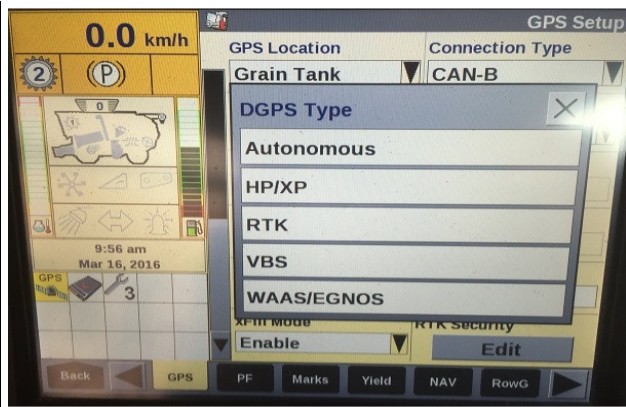 GPS Setup
0.0 km/h
GPS Location
Connection Type
2
(P)
Grain Tank
CAN-B
0
DGPS Type
Autonomous
HP/XP
RTK
VBS
9:56 am
Mar 16, 2016
WAAS/EGNOS
GPS
3
xFill Mode
RTK Security
Enable
Edit
Back
GPS
PF
Marks
Yield
NAV
RowG